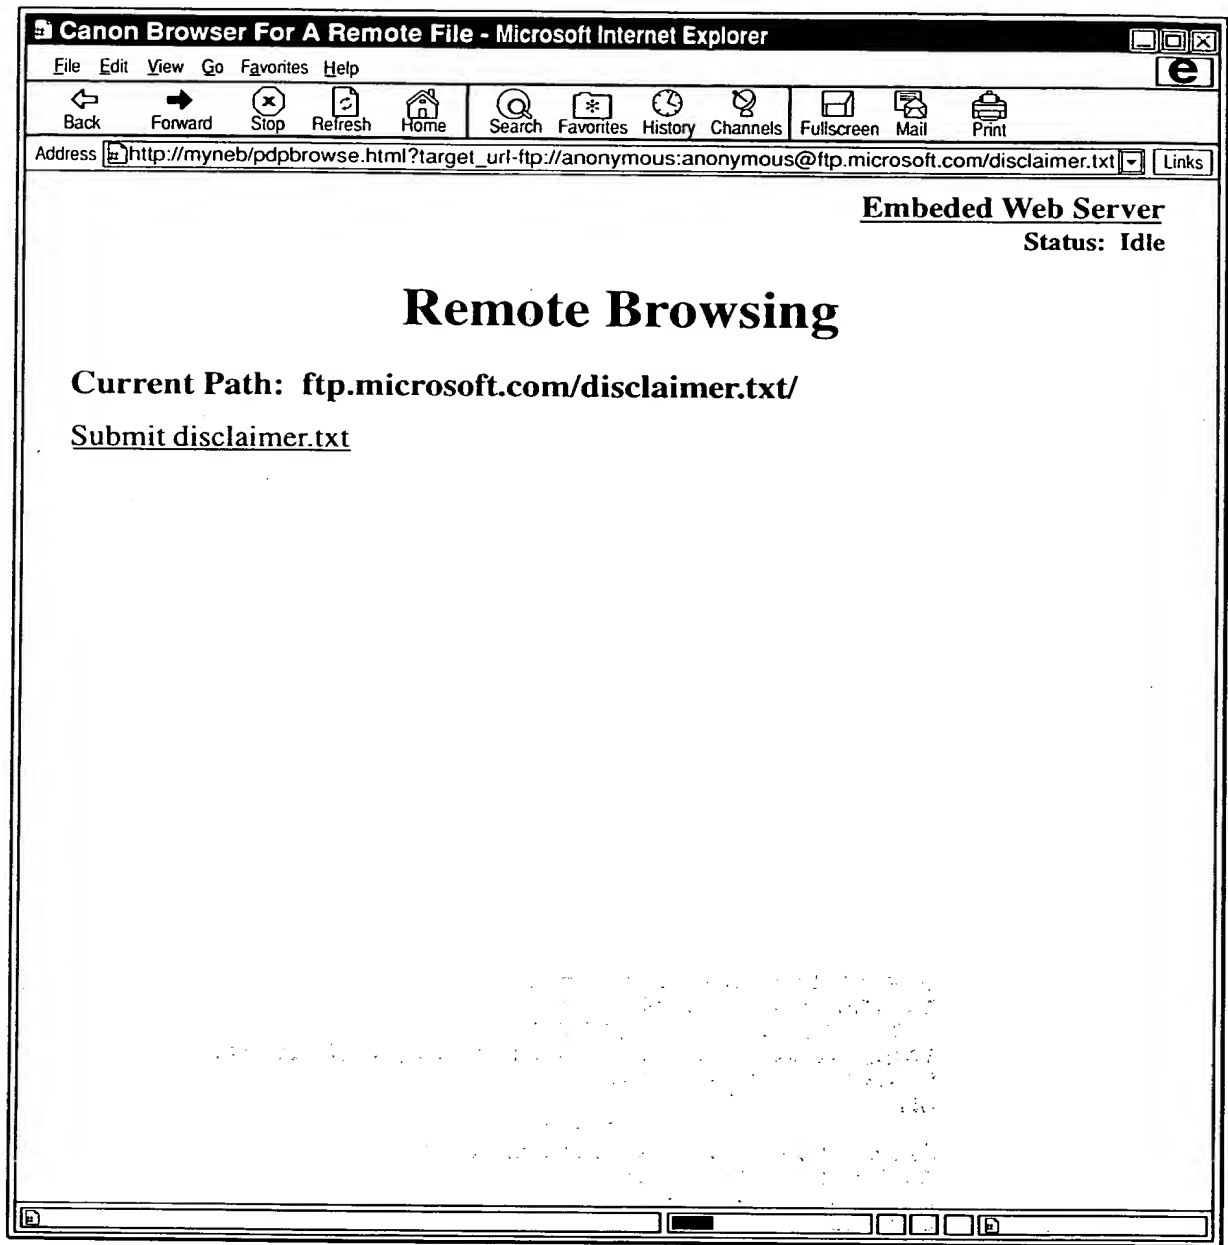 Canon Browser For A Remote File - Microsoft Internet Explorer
File Edit View Go Favorites Help
Back Forward Stop Refresh Home Search Favorites History Channels Fullscreen Mail Print
Address http://myneb/pdpbrowse.html?target_url-ftp://anonymous:anonymous@ftp.microsoft.com/disclaimer.txt Links
Embeded Web Server
Status: Idle
Remote Browsing
Current Path: ftp.microsoft.com/disclaimer.txt/
Submit disclaimer.txt